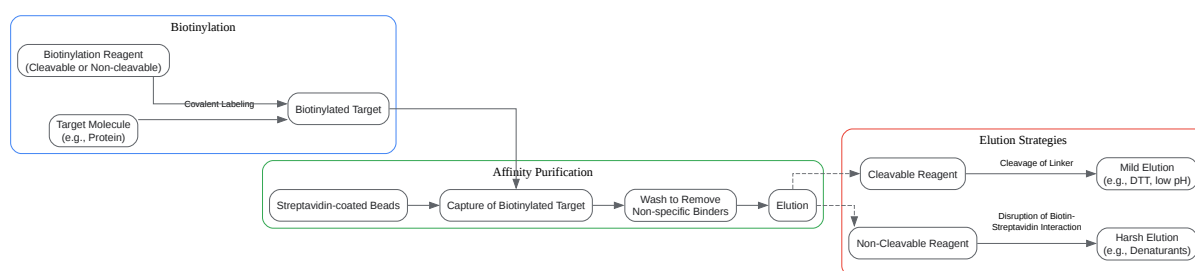 Biotinylation
Biotinylation Reagent
(Cleavable or Non-cleavable)
Covalent Labeling
Biotinylated Target
Target Molecule
(e.g., Protein)
Affinity Purification
Streptavidin-coated Beads
Capture of Biotinylated Target
Wash to Remove
Non-specific Binders
Elution
Elution Strategies
Cleavable Reagent
Cleavage of Linker
Mild Elution
(e.g., DTT, low pH)
Non-Cleavable Reagent
Disruption of Biotin-
Streptavidin Interaction
Harsh Elution
(e.g., Denaturants)